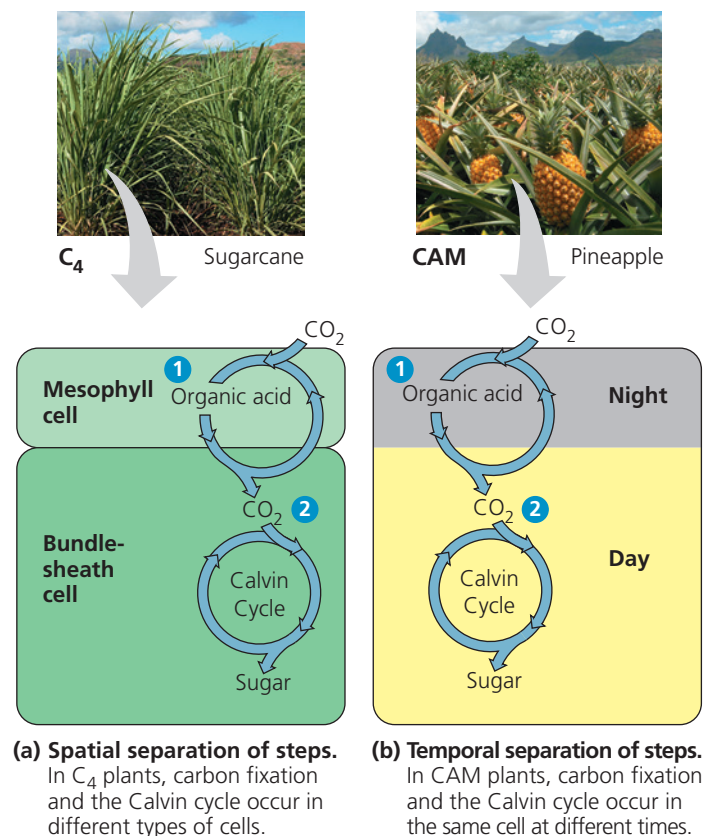 C4 Sugarcane
CAM Pineapple
CO2
1
Mesophyll
cell
Organic acid
CO2 2
Bundle-
sheath
cell
Calvin
Cycle
Sugar
CO2
1
Organic acid
Night
CO2 2
Day
Calvin
Cycle
Sugar
(a) Spatial separation of steps.
In C4 plants, carbon fixation
and the Calvin cycle occur in
different types of cells.
(b) Temporal separation of steps.
In CAM plants, carbon fixation
and the Calvin cycle occur in
the same cell at different times.